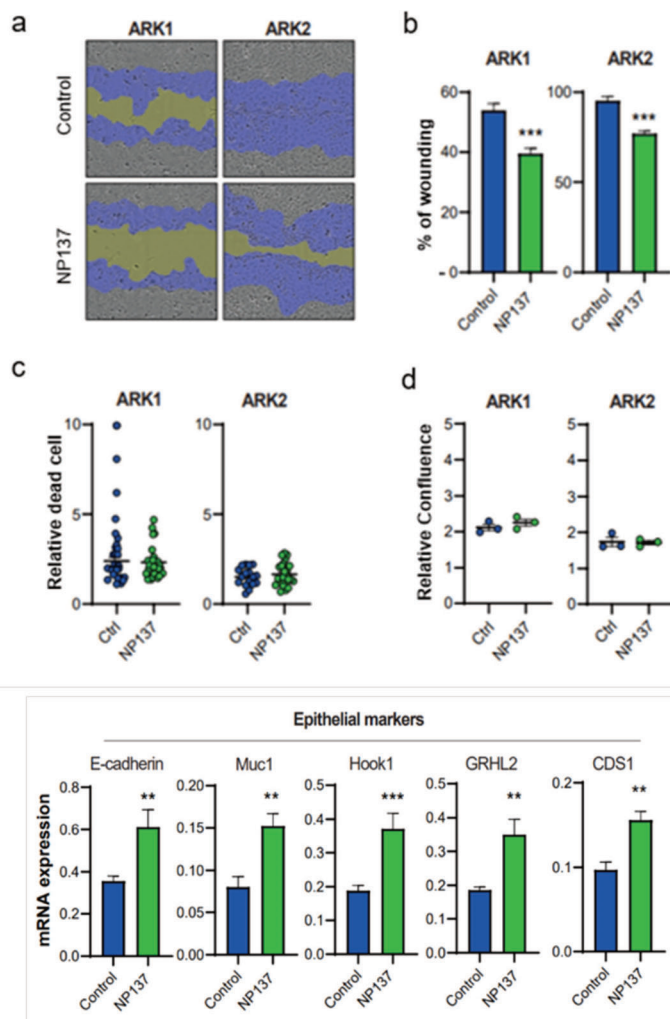 a
ARK1 ARK2
Control
NP137
b
ARK1 ARK2
% of wounding
60
40
20
- 0
***
Control
NP137
100
50
0
***
Control
NP137
c
ARK1 ARK2
Relative dead cell
10
5
0
Ctrl
NP137
10
5
0
Ctrl
NP137
d
ARK1 ARK2
Relative Confluence
5
4
3
2
1
0
Ctrl
NP137
5
4
3
2
1
0
Ctrl
NP137
Epithelial markers
E-cadherin Muc1 Hook1 GRHL2 CDS1
mRNA expression
0.8
0.6
0.4
0.2
0.0
**
Control
NP137
0.20
0.15
0.10
0.05
0.00
**
Control
NP137
0.5
0.4
0.3
0.2
0.1
0.0
***
Control
NP137
0.5
0.4
0.3
0.2
0.1
0.0
**
Control
NP137
0.2
0.1
0.0
**
Control
NP137